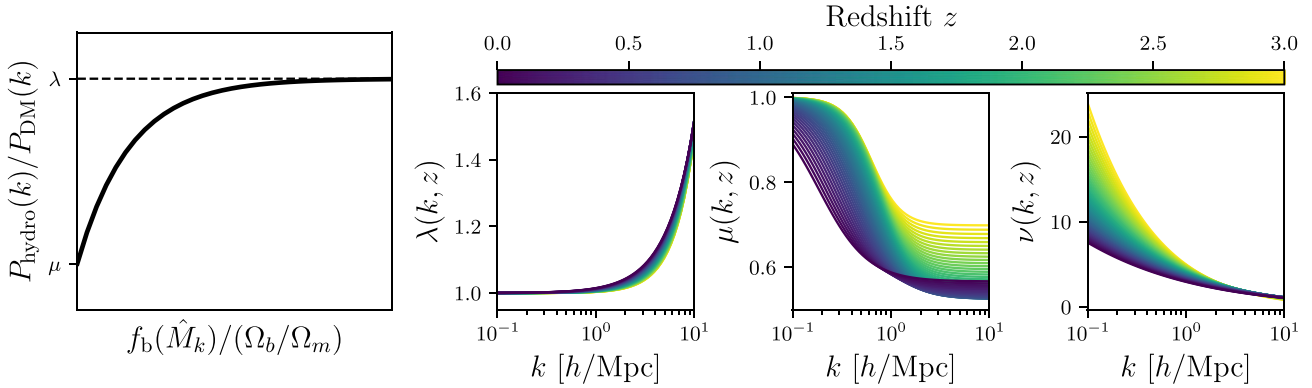 P_hydro(k)/P_DM(k)
λ
μ
f_b(M̂_k)/(Ω_b/Ω_m)
Redshift z
0.0 0.5 1.0 1.5 2.0 2.5 3.0
λ(k, z)
1.6
1.4
1.2
1.0
10^−1 10^0 10^1
k [h/Mpc]
μ(k, z)
1.0
0.8
0.6
10^−1 10^0 10^1
k [h/Mpc]
ν(k, z)
20
10
0
10^−1 10^0 10^1
k [h/Mpc]